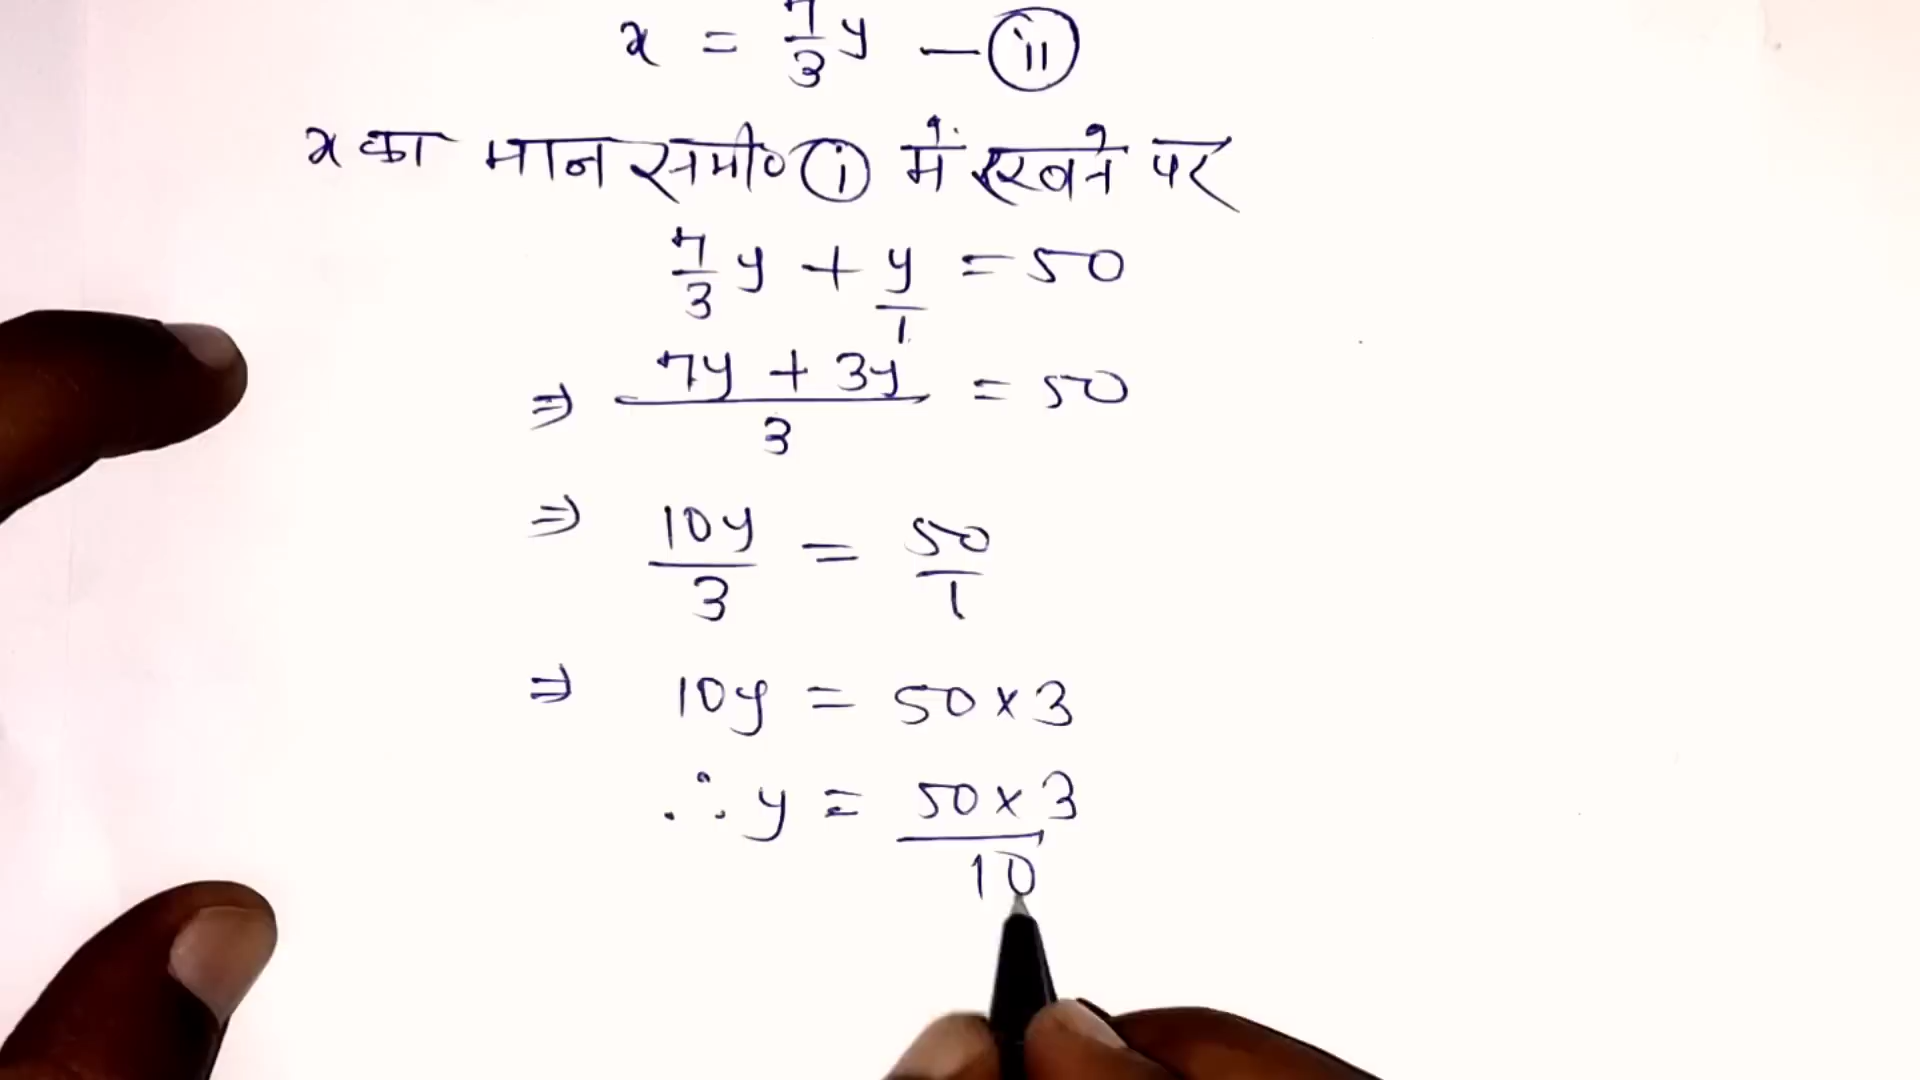 x = 7/3 y — (ii)
x का मान समी० (i) में रखने पर
7/3 y + y/1 = 50
⇒ (7y + 3y)/3 = 50
⇒ 10y/3 = 50/1
⇒ 10y = 50 × 3
∴ y = (50 × 3)/10